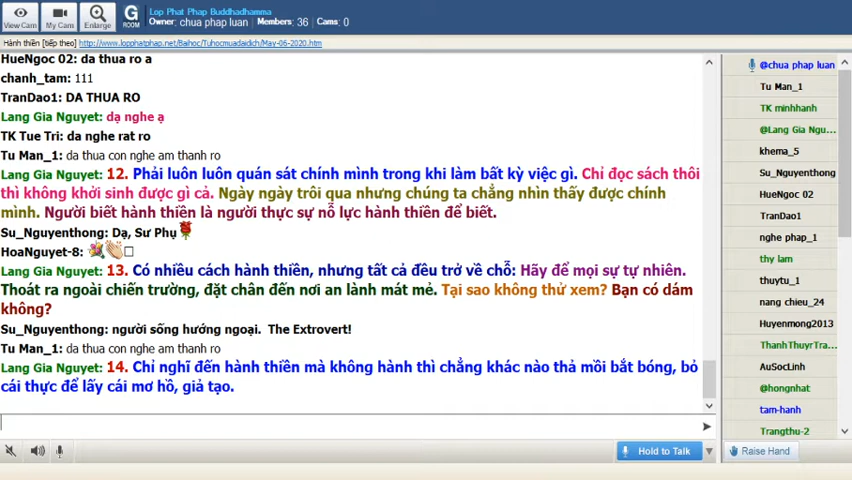 View Cam
My Cam
Enlarge
G
ROOM
Lop Phat Phap Buddhadhamma
Owner: chua phap luan Members: 36 Cams: 0
Hành thiền [tiếp theo] http://www.lopphatphap.net/Baihoc/Tuhocmuadaidich/May-06-2020.htm
HueNgoc 02: da thua ro a
chanh_tam: 111
TranDao1: DA THUA RO
Lang Gia Nguyet: dạ nghe ạ
TK Tue Tri: da nghe rat ro
Tu Man_1: da thua con nghe am thanh ro
Lang Gia Nguyet: 12. Phải luôn luôn quán sát chính mình trong khi làm bất kỳ việc gì. Chỉ đọc sách thôi
thì không khởi sinh được gì cả. Ngày ngày trôi qua nhưng chúng ta chẳng nhìn thấy được chính
mình. Người biết hành thiền là người thực sự nỗ lực hành thiền để biết.
Su_Nguyenthong: Dạ, Sư Phụ
HoaNguyet-8:
Lang Gia Nguyet: 13. Có nhiều cách hành thiền, nhưng tất cả đều trở về chỗ: Hãy để mọi sự tự nhiên.
Thoát ra ngoài chiến trường, đặt chân đến nơi an lành mát mẻ. Tại sao không thử xem? Bạn có dám
không?
Su_Nguyenthong: người sống hướng ngoại. The Extrovert!
Tu Man_1: da thua con nghe am thanh ro
Lang Gia Nguyet: 14. Chỉ nghĩ đến hành thiền mà không hành thì chẳng khác nào thả mồi bắt bóng, bỏ
cái thực để lấy cái mơ hồ, giả tạo.
Hold to Talk
@chua phap luan
Tu Man_1
TK minhhanh
@Lang Gia Ngu...
khema_5
Su_Nguyenthong
HueNgoc 02
TranDao1
nghe phap_1
thy lam
thuytu_1
nang chieu_24
Huyenmong2013
ThanhThuyrTra...
AuSocLinh
@hongnhat
tam-hanh
Trangthu-2
Raise Hand